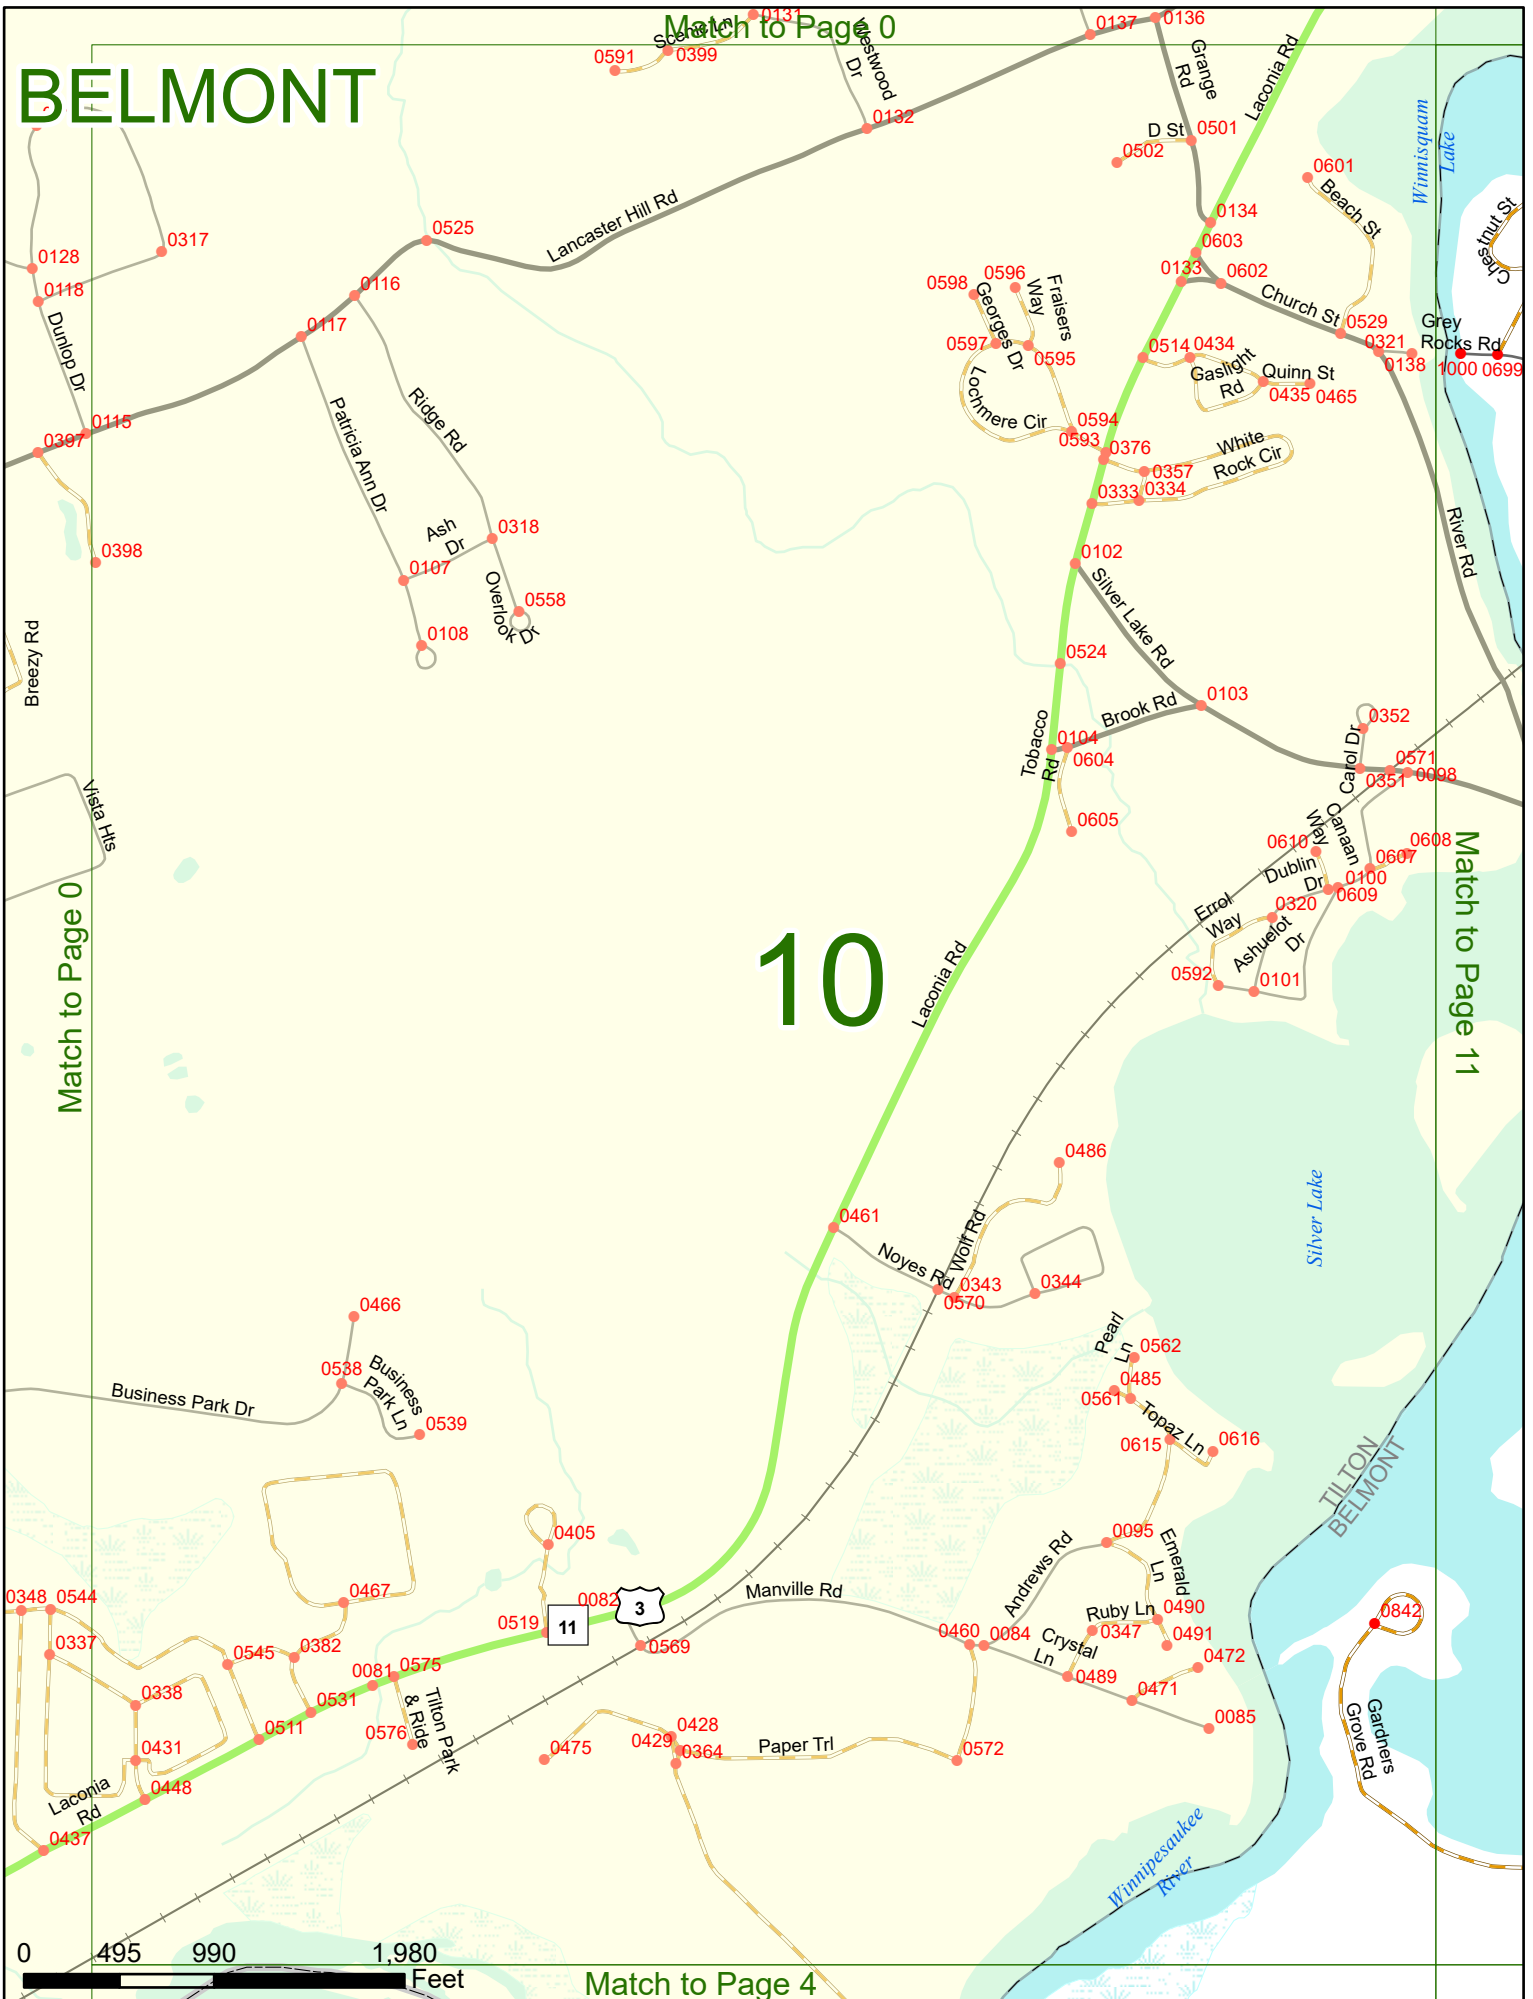 Match to Page 0
BELMONT
0131
0137
0136
Scenic Ln
0591
0399
Westwood
Dr
0132
Grange
Rd
Laconia Rd
D St
0501
0502
Winnisquam
Lake
0601
Beach St
Chestnut St
0134
0603
0133
0602
Church St
0529
0321
0138
Grey
Rocks Rd
1000
0699
0525
Lancaster Hill Rd
0317
0128
0118
0116
0117
Dunlop Dr
0115
0397
0398
Patricia Ann Dr
Ridge Rd
Ash
Dr
0318
0107
0108
Overlook Dr
0558
0598
0596
Georges Dr
Fraisers
Way
0597
0595
Lochmere Cir
0594
0593
0376
0514
0434
Gaslight
Rd
Quinn St
0435
0465
White
Rock Cir
0357
0333
0334
0102
Silver Lake Rd
River Rd
0524
0103
Brook Rd
Tobacco
Rd
0104
0604
0605
0352
Carol Dr
0351
0571
0098
Breezy Rd
Vista Hts
Canaan
Way
0610
0608
0607
Dublin
Dr
0100
0609
0320
Errol
Way
Ashuelot
Dr
0592
0101
Match to Page 0
10
Laconia Rd
Match to Page 11
0486
0461
Noyes Rd
Wolf Rd
0343
0570
0344
Silver Lake
0466
0538
Business
Park Ln
Business Park Dr
0539
Pearl
Ln
0562
0485
0561
Topaz Ln
0615
0616
TILTON
BELMONT
0405
0095
Andrews Rd
Emerald
Ln
Manville Rd
0082
3
11
0519
0569
0348
0544
0467
0337
0545
0382
0338
0081
0575
0531
0511
0576
Tilton Park
& Ride
0431
0448
Laconia
Rd
0437
0460
0084
Ruby Ln
0490
0347
0491
Crystal
Ln
0489
0472
0471
0085
0842
Gardners
Grove Rd
0475
0428
0429
0364
Paper Trl
0572
Winnipesaukee
River
0 495 990 1,980
Feet
Match to Page 4